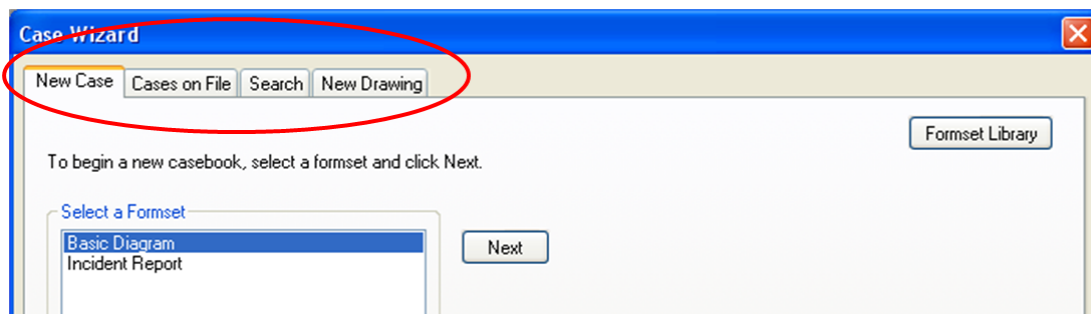 Case Wizard
New Case Cases on File Search New Drawing
Formset Library
To begin a new casebook, select a formset and click Next.
Select a Formset
Basic Diagram
Incident Report
Next